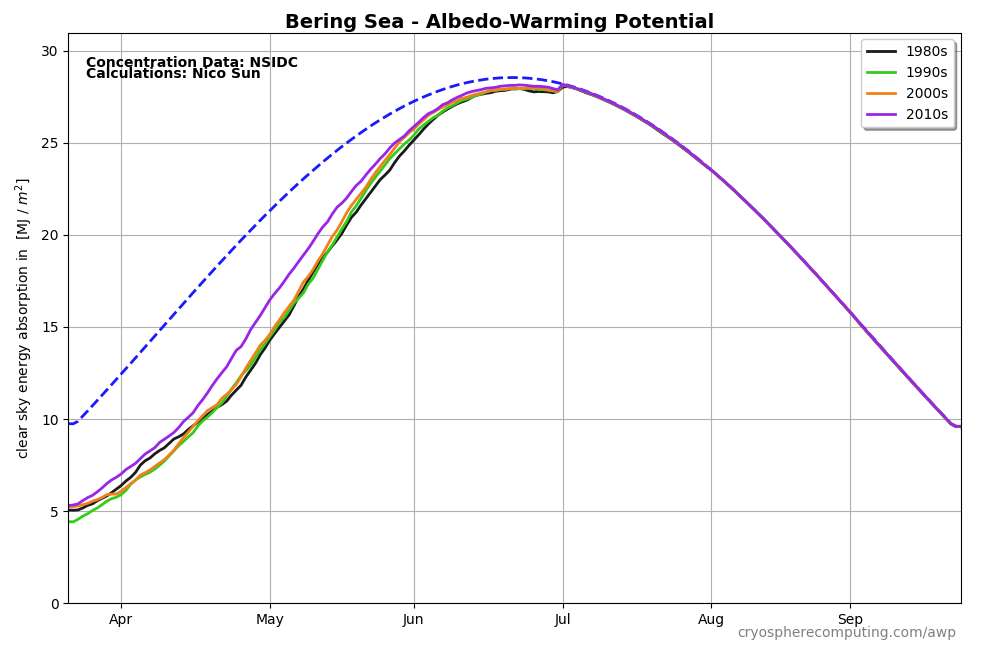 Bering Sea - Albedo-Warming Potential
Concentration Data: NSIDC
Calculations: Nico Sun
1980s
1990s
2000s
2010s
clear sky energy absorption in [MJ / m²]
30
25
20
15
10
5
0
Apr May Jun Jul Aug Sep
cryospherecomputing.com/awp